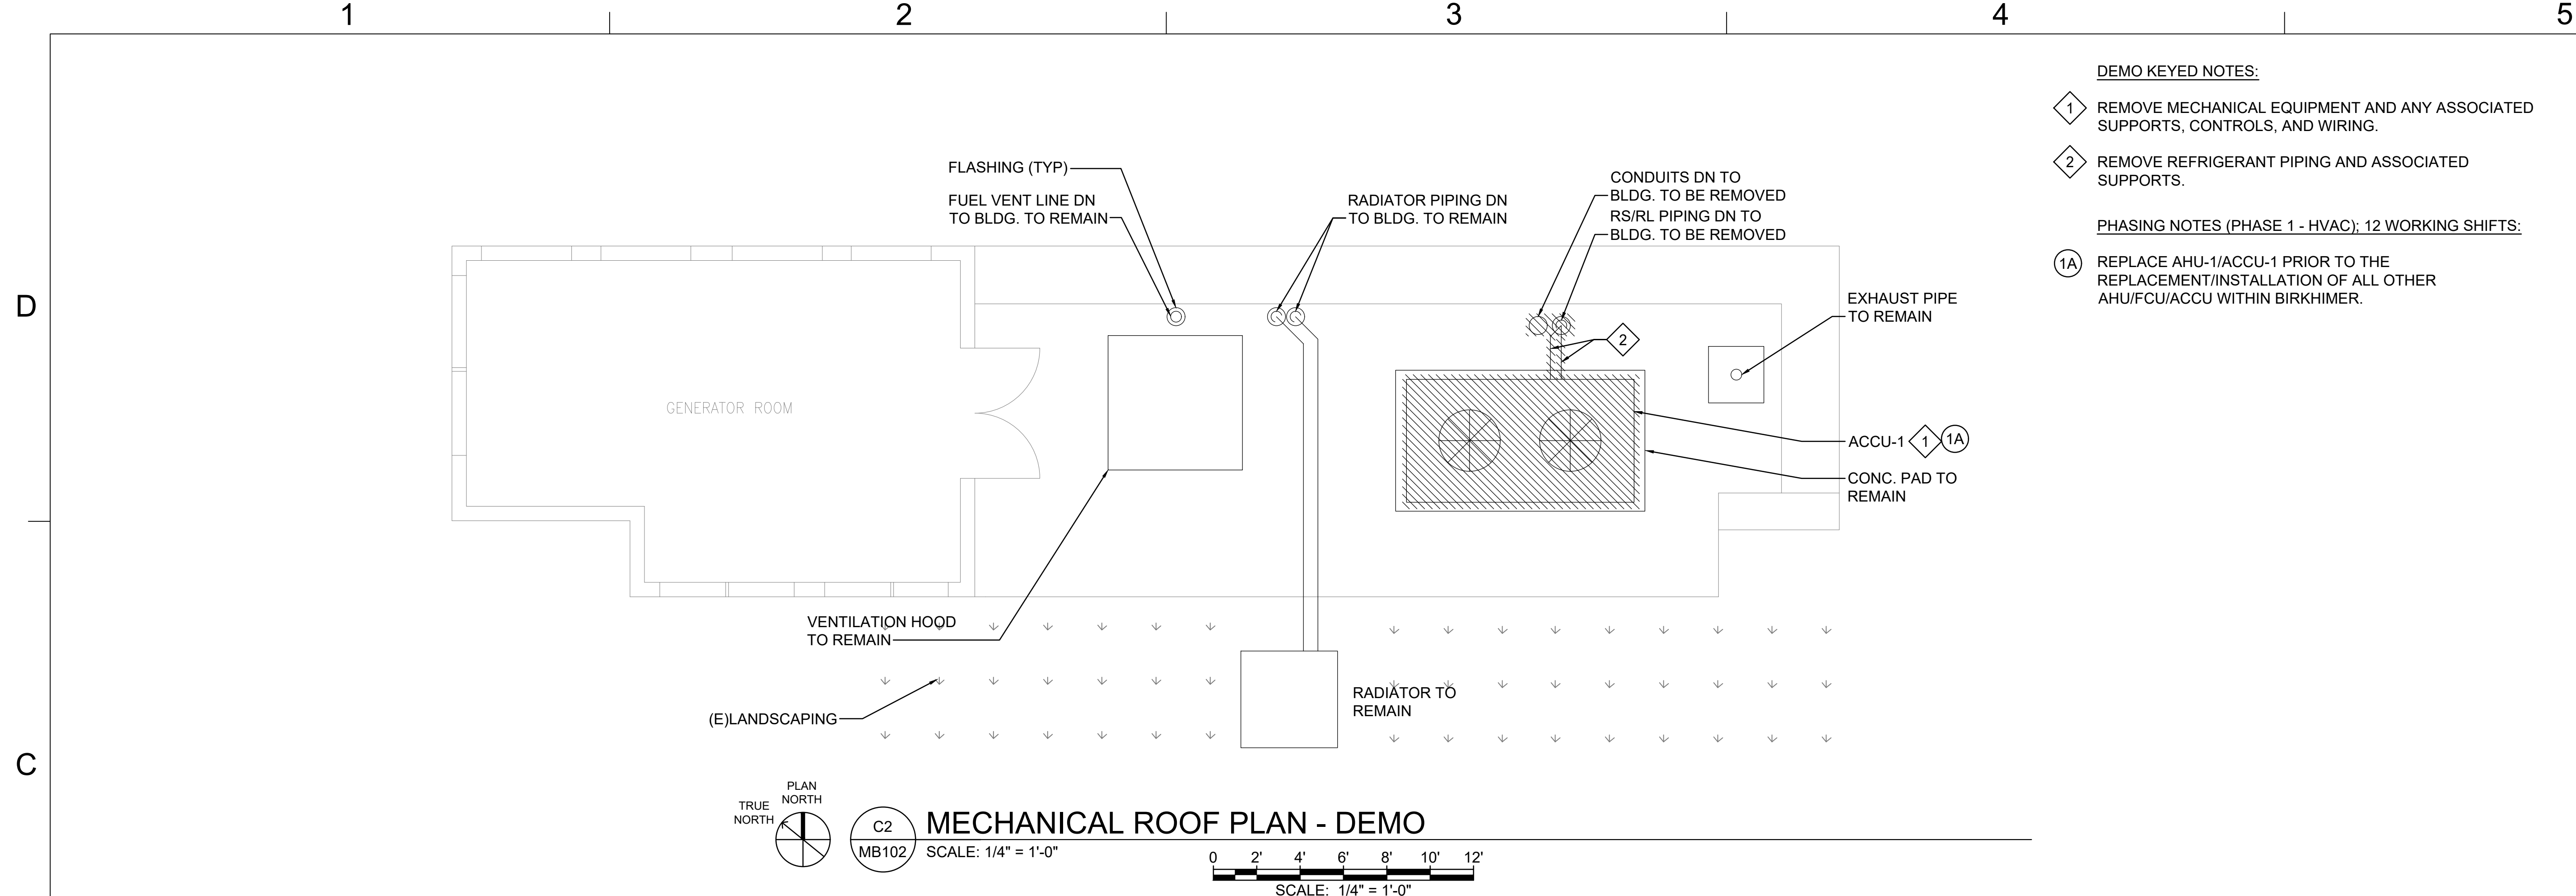 1 2 3 4 5
D
C
FLASHING (TYP)
FUEL VENT LINE DN
TO BLDG. TO REMAIN
RADIATOR PIPING DN
TO BLDG. TO REMAIN
CONDUITS DN TO
BLDG. TO BE REMOVED
RS/RL PIPING DN TO
BLDG. TO BE REMOVED
EXHAUST PIPE
TO REMAIN
2
GENERATOR ROOM
ACCU-1 1 1A
CONC. PAD TO
REMAIN
VENTILATION HOOD
TO REMAIN
(E)LANDSCAPING
RADIATOR TO
REMAIN
DEMO KEYED NOTES:
1 REMOVE MECHANICAL EQUIPMENT AND ANY ASSOCIATED
SUPPORTS, CONTROLS, AND WIRING.
2 REMOVE REFRIGERANT PIPING AND ASSOCIATED
SUPPORTS.
PHASING NOTES (PHASE 1 - HVAC); 12 WORKING SHIFTS:
1A REPLACE AHU-1/ACCU-1 PRIOR TO THE
REPLACEMENT/INSTALLATION OF ALL OTHER
AHU/FCU/ACCU WITHIN BIRKHIMER.
PLAN
NORTH
TRUE
NORTH
C2
MB102
MECHANICAL ROOF PLAN - DEMO
SCALE: 1/4" = 1'-0"
0 2' 4' 6' 8' 10' 12'
SCALE: 1/4" = 1'-0"